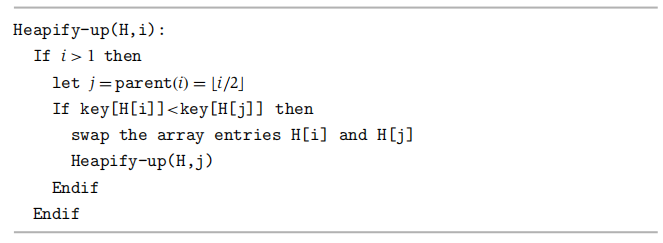 Heapify-up(H,i):
If i > 1 then
let j = parent(i) = ⌊i/2⌋
If key[H[i]]<key[H[j]] then
swap the array entries H[i] and H[j]
Heapify-up(H,j)
Endif
Endif